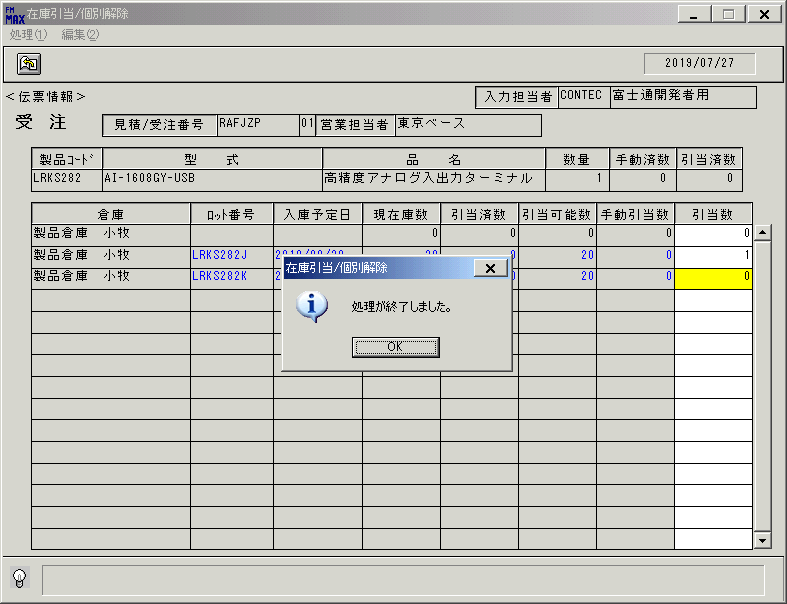 FM MAX 在庫引当/個別解除
処理(1) 編集(2)
2019/07/27
<伝票情報> 入力担当者 CONTEC 富士通開発者用
受 注 見積/受注番号 RAFJZP 01 営業担当者 東京ベース
製品ｺｰﾄﾞ 型 式 品 名 数量 手動済数 引当済数
LRKS282 AI-1608GY-USB 高精度アナログ入出力ターミナル 1 0 0
倉庫 ﾛｯﾄ番号 入庫予定日 現在庫数 引当済数 引当可能数 手動引当数 引当数
製品倉庫 小牧 0 0 0 0 0
製品倉庫 小牧 LRKS282J 20 0 1
製品倉庫 小牧 LRKS282K 20 0 0
在庫引当/個別解除
処理が終了しました。
OK